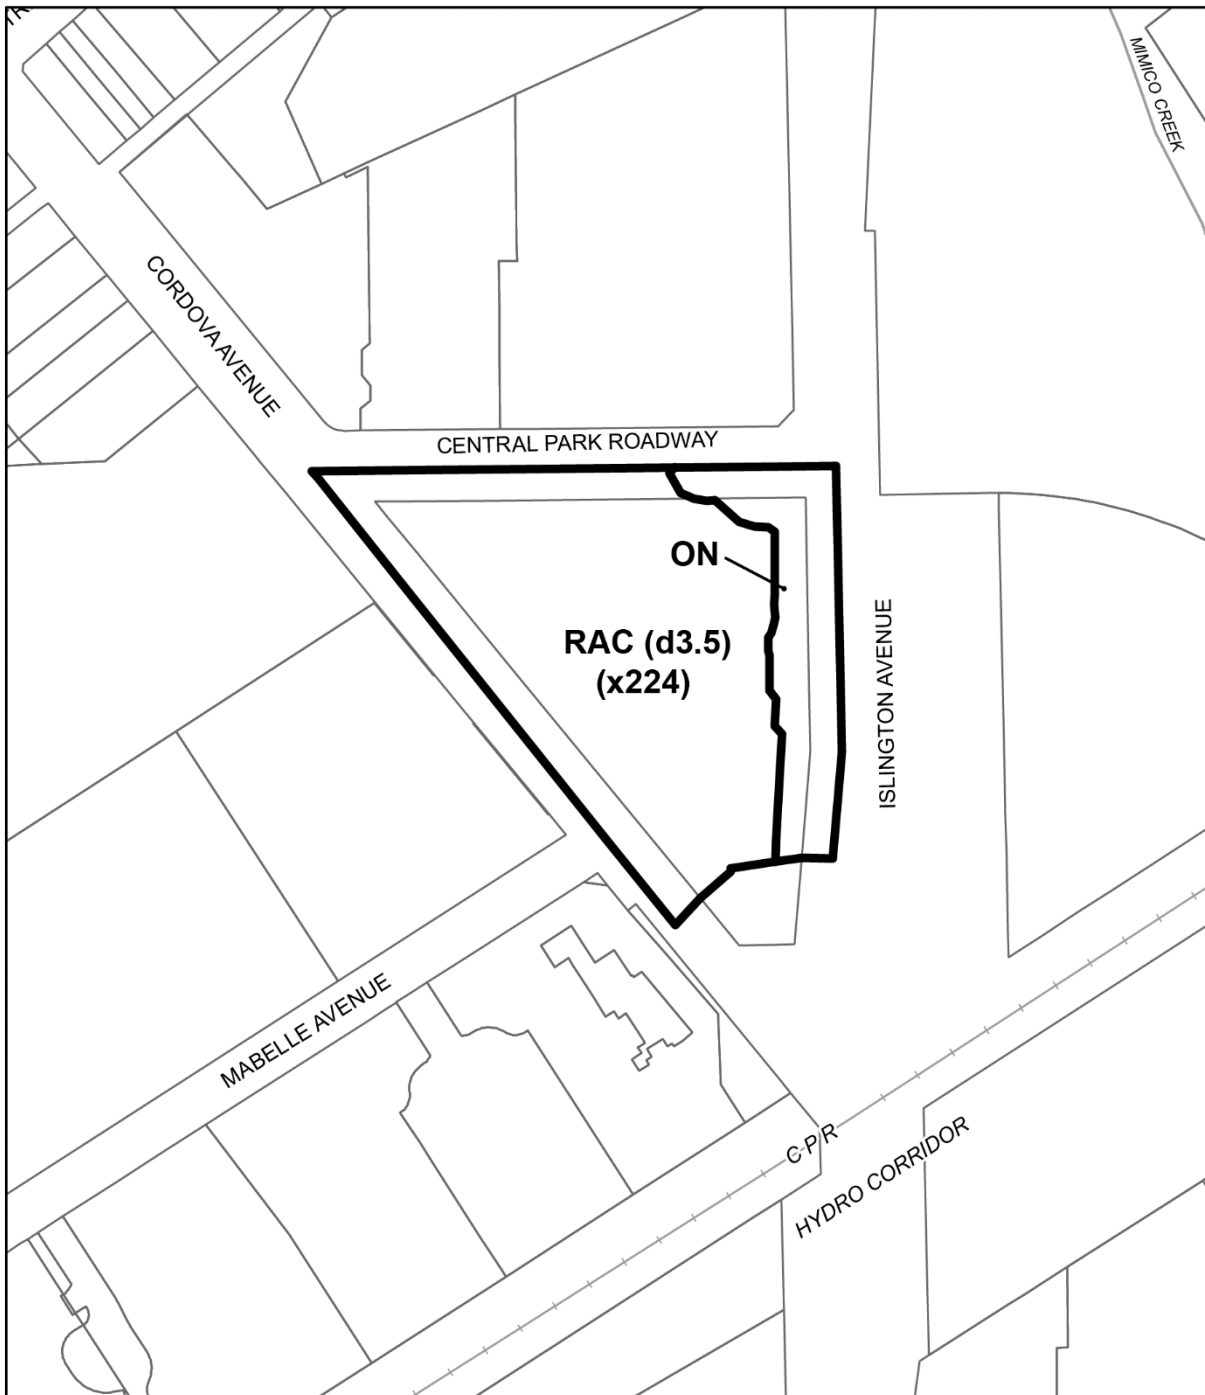 MIMICO CREEK
CORDOVA AVENUE
CENTRAL PARK ROADWAY
ON
RAC (d3.5)
(x224)
ISLINGTON AVENUE
MABELLE AVENUE
C P R
HYDRO CORRIDOR